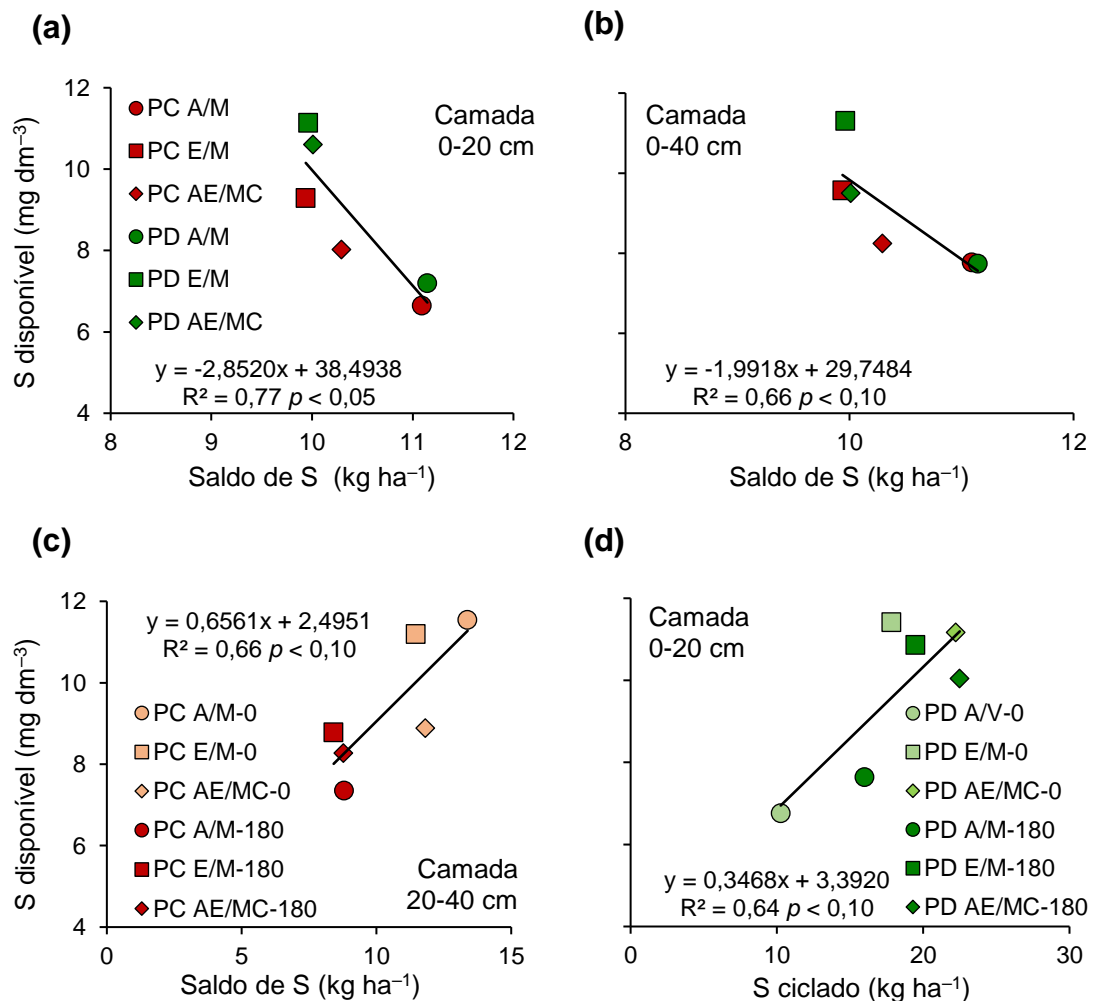 (a)
S disponível (mg dm⁻³)
12
10
8
6
4
PC A/M
PC E/M
PC AE/MC
PD A/M
PD E/M
PD AE/MC
Camada
0-20 cm
y = -2,8520x + 38,4938
R² = 0,77 p < 0,05
8
9
10
11
12
Saldo de S (kg ha⁻¹)
(b)
Camada
0-40 cm
y = -1,9918x + 29,7484
R² = 0,66 p < 0,10
8
10
12
Saldo de S (kg ha⁻¹)
(c)
S disponível (mg dm⁻³)
12
10
8
6
4
y = 0,6561x + 2,4951
R² = 0,66 p < 0,10
PC A/M-0
PC E/M-0
PC AE/MC-0
PC A/M-180
PC E/M-180
PC AE/MC-180
Camada
20-40 cm
0
5
10
15
Saldo de S (kg ha⁻¹)
(d)
Camada
0-20 cm
PD A/V-0
PD E/M-0
PD AE/MC-0
PD A/M-180
PD E/M-180
PD AE/MC-180
y = 0,3468x + 3,3920
R² = 0,64 p < 0,10
0
10
20
30
S ciclado (kg ha⁻¹)